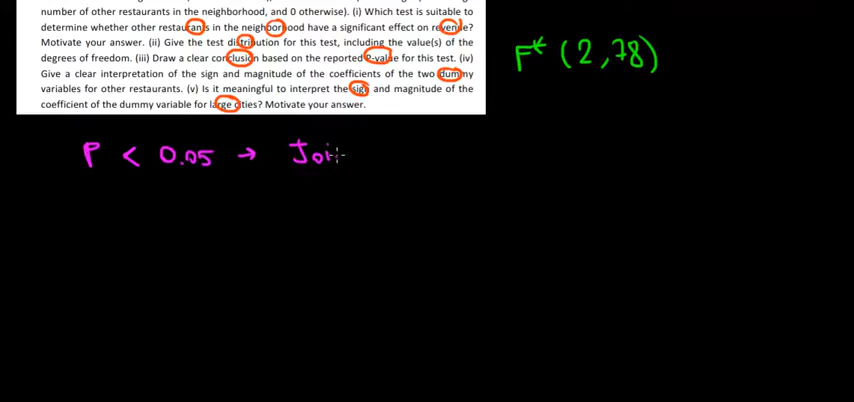 number of other restaurants in the neighborhood, and 0 otherwise). (i) Which test is suitable to
determine whether other restaurants in the neighborhood have a significant effect on revenue?
Motivate your answer. (ii) Give the test distribution for this test, including the value(s) of the
degrees of freedom. (iii) Draw a clear conclusion based on the reported P-value for this test. (iv)
Give a clear interpretation of the sign and magnitude of the coefficients of the two dummy
variables for other restaurants. (v) Is it meaningful to interpret the sign and magnitude of the
coefficient of the dummy variable for large cities? Motivate your answer.
F* (2,78)
P < 0.05 → Joi